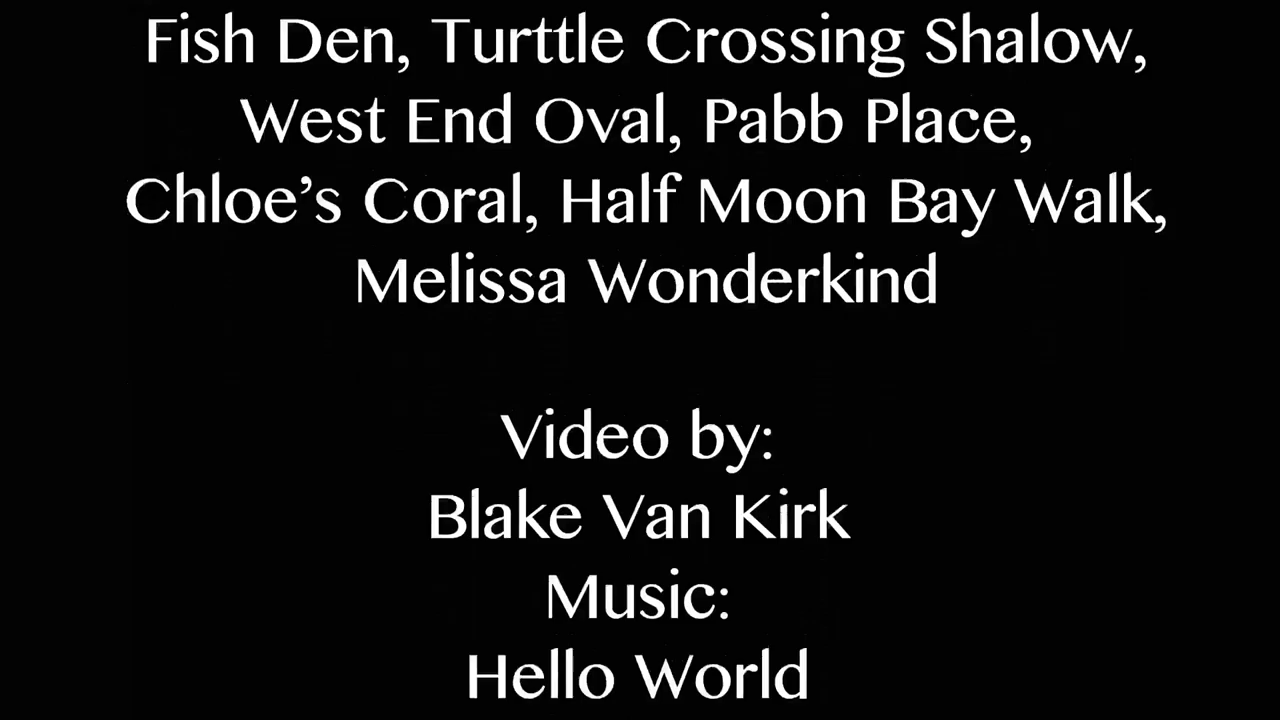 Fish Den, Turttle Crossing Shalow,
West End Oval, Pabb Place,
Chloe’s Coral, Half Moon Bay Walk,
Melissa Wonderkind
Video by:
Blake Van Kirk
Music:
Hello World